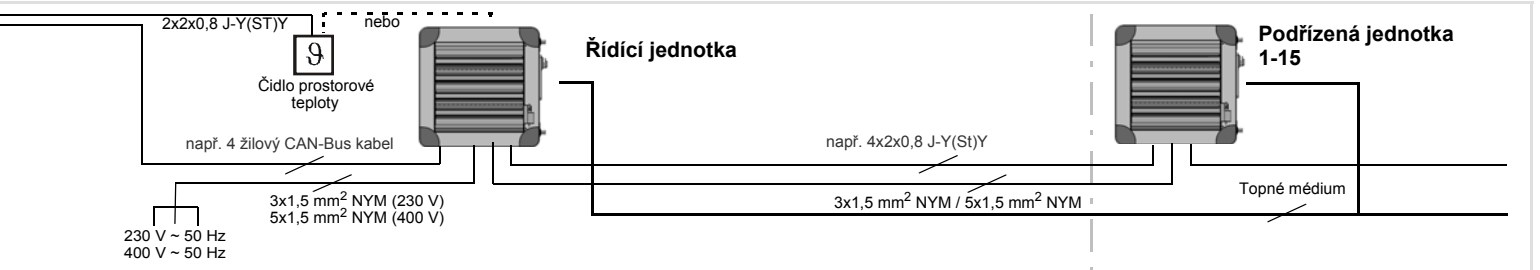 2x2x0,8 J-Y(ST)Y
nebo
ϑ
Čidlo prostorové
teploty
Řídící jednotka
Podřízená jednotka
1-15
např. 4 žilový CAN-Bus kabel
např. 4x2x0,8 J-Y(St)Y
3x1,5 mm² NYM (230 V)
5x1,5 mm² NYM (400 V)
3x1,5 mm² NYM / 5x1,5 mm² NYM
Topné médium
230 V ~ 50 Hz
400 V ~ 50 Hz